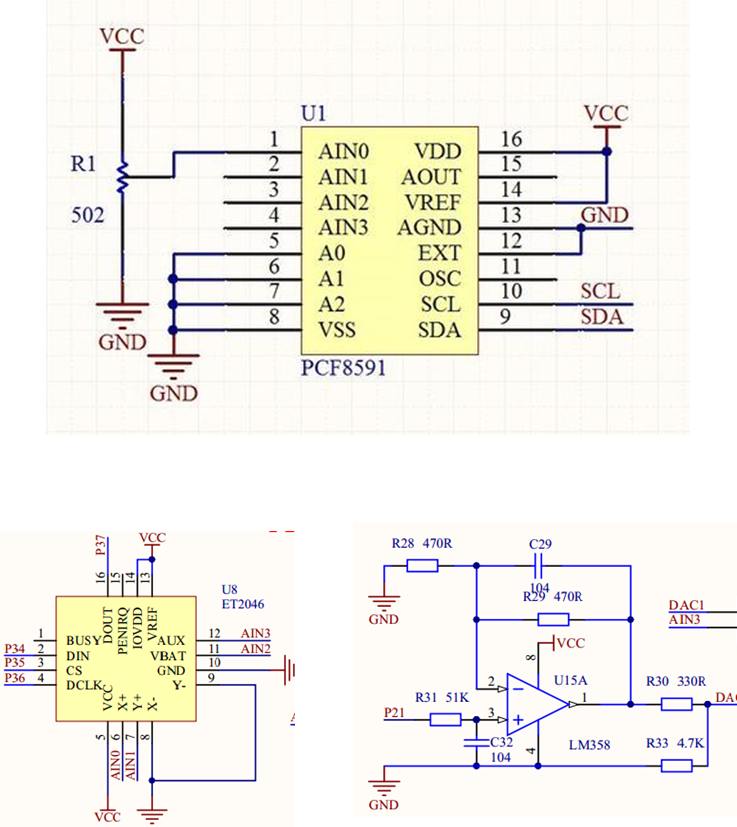 VCC
U1
VCC
R1
502
1 AIN0 VDD 16
2 AIN1 AOUT 15
3 AIN2 VREF 14
4 AIN3 AGND 13 GND
5 A0 EXT 12
6 A1 OSC 11
7 A2 SCL 10 SCL
8 VSS SDA 9 SDA
GND
GND
PCF8591
P37
VCC
16 15 14 13
U8
ET2046
DOUT PENIRQ IOVDD VREF
1 BUSY AUX 12 AIN3
P34 2 DIN VBAT 11 AIN2
P35 3 CS GND 10
P36 4 DCLK Y- 9
VCC X+ Y+ X-
5 6 7 8
AIN0 AIN1
VCC
R28 470R
C29
104
R29 470R
GND
DAC1
AIN3
VCC
8
U15A
2 −
R31 51K
P21
3 +
1
R30 330R
DAC
C32
104
4
LM358
R33 4.7K
GND